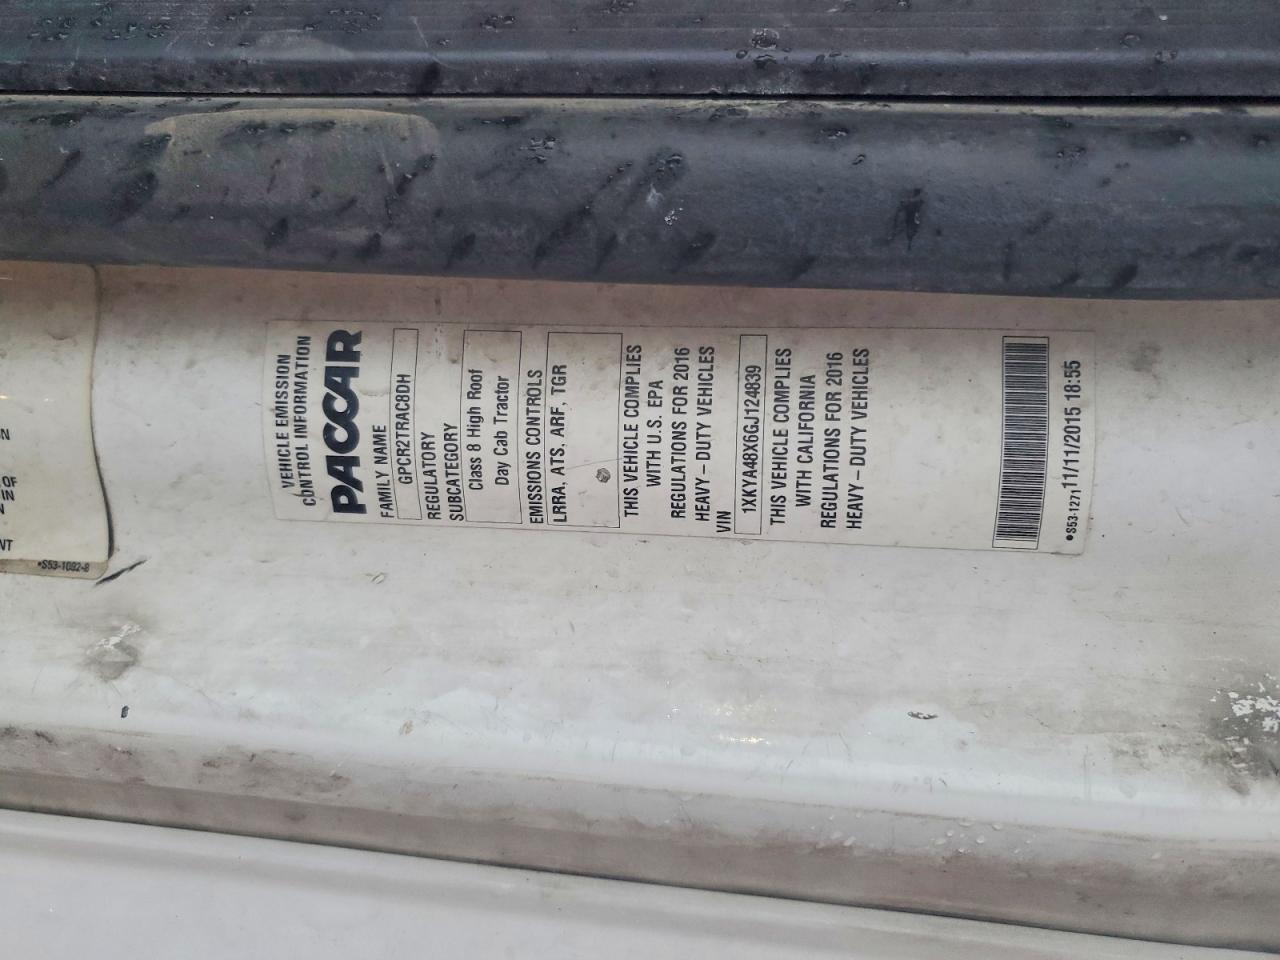 N
OF
IN
N
NT
•S53-1092-8
VEHICLE EMISSION
CONTROL INFORMATION
PACCAR
FAMILY NAME
GPCR2TRAC8DH
REGULATORY
SUBCATEGORY
Class 8 High Roof
Day Cab Tractor
EMISSIONS CONTROLS
LRRA, ATS, ARF, TGR
THIS VEHICLE COMPLIES
WITH U.S. EPA
REGULATIONS FOR 2016
HEAVY-DUTY VEHICLES
VIN
1XKYA48X6GJ124839
THIS VEHICLE COMPLIES
WITH CALIFORNIA
REGULATIONS FOR 2016
HEAVY-DUTY VEHICLES
•S53-1271 11/11/2015 18:55